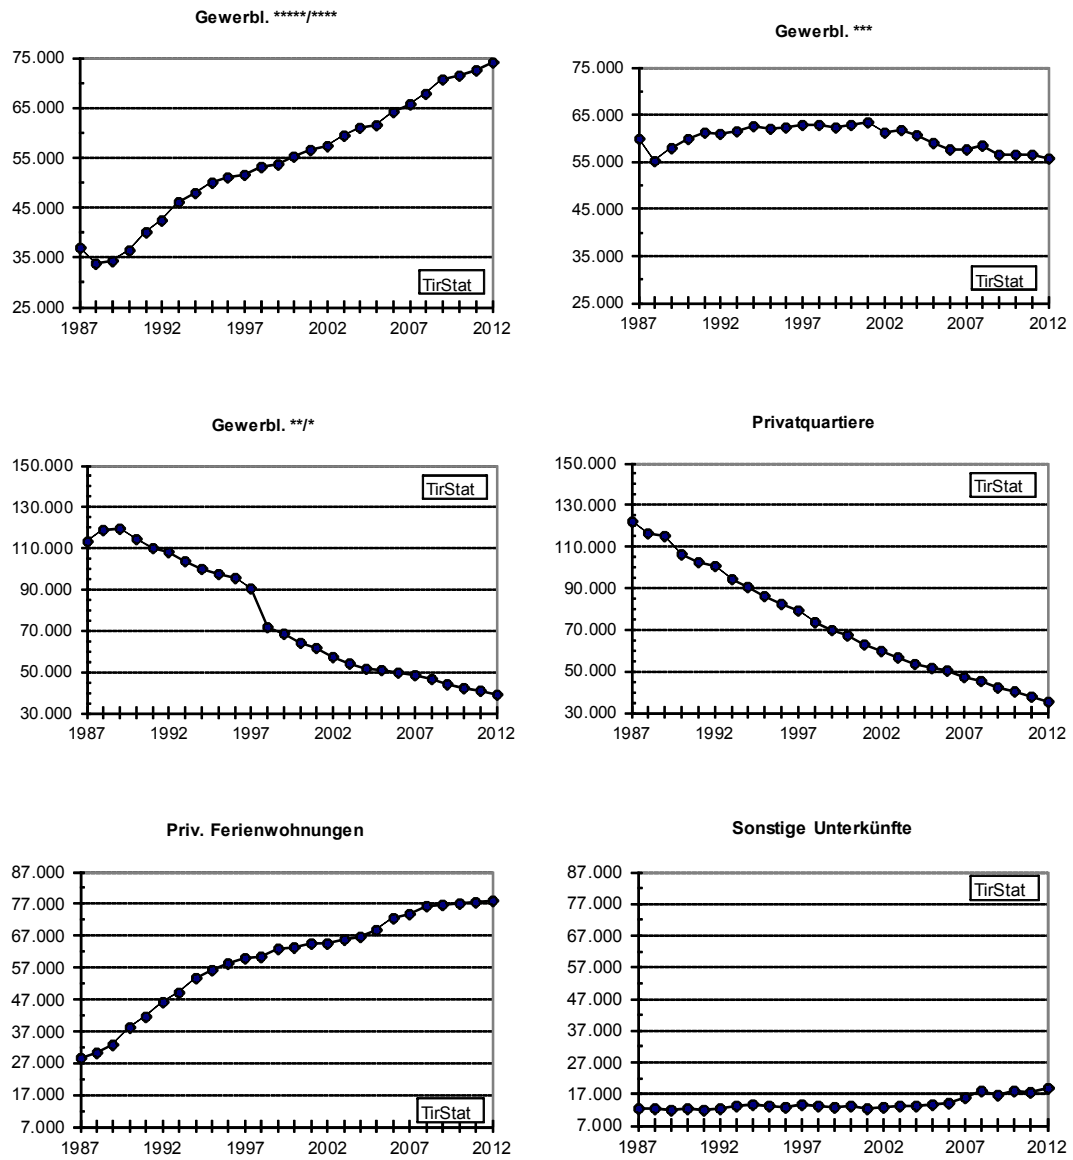 Gewerbl. *****/****
75.000
65.000
55.000
45.000
35.000
25.000
TirStat
1987 1992 1997 2002 2007 2012
Gewerbl. ***
75.000
65.000
55.000
45.000
35.000
25.000
TirStat
1987 1992 1997 2002 2007 2012
Gewerbl. **/*
150.000
130.000
110.000
90.000
70.000
50.000
30.000
TirStat
1987 1992 1997 2002 2007 2012
Privatquartiere
150.000
130.000
110.000
90.000
70.000
50.000
30.000
TirStat
1987 1992 1997 2002 2007 2012
Priv. Ferienwohnungen
87.000
77.000
67.000
57.000
47.000
37.000
27.000
17.000
7.000
TirStat
1987 1992 1997 2002 2007 2012
Sonstige Unterkünfte
87.000
77.000
67.000
57.000
47.000
37.000
27.000
17.000
7.000
TirStat
1987 1992 1997 2002 2007 2012